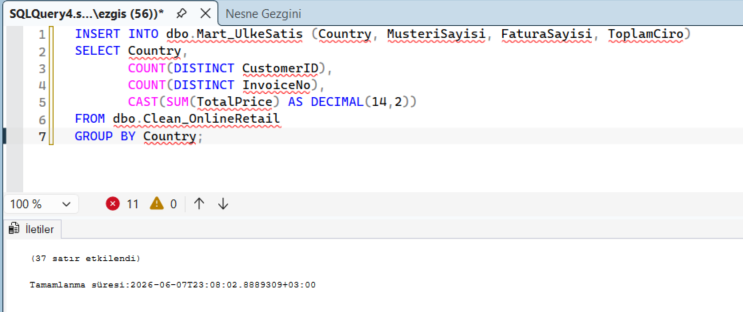 SQLQuery4.s...\ezgis (56))* Nesne Gezgini
1 INSERT INTO dbo.Mart_UlkeSatis (Country, MusteriSayisi, FaturaSayisi, ToplamCiro)
2 SELECT Country,
3 COUNT(DISTINCT CustomerID),
4 COUNT(DISTINCT InvoiceNo),
5 CAST(SUM(TotalPrice) AS DECIMAL(14,2))
6 FROM dbo.Clean_OnlineRetail
7 GROUP BY Country;
100 % 11 0
İletiler
(37 satır etkilendi)
Tamamlanma süresi:2026-06-07T23:08:02.8889309+03:00